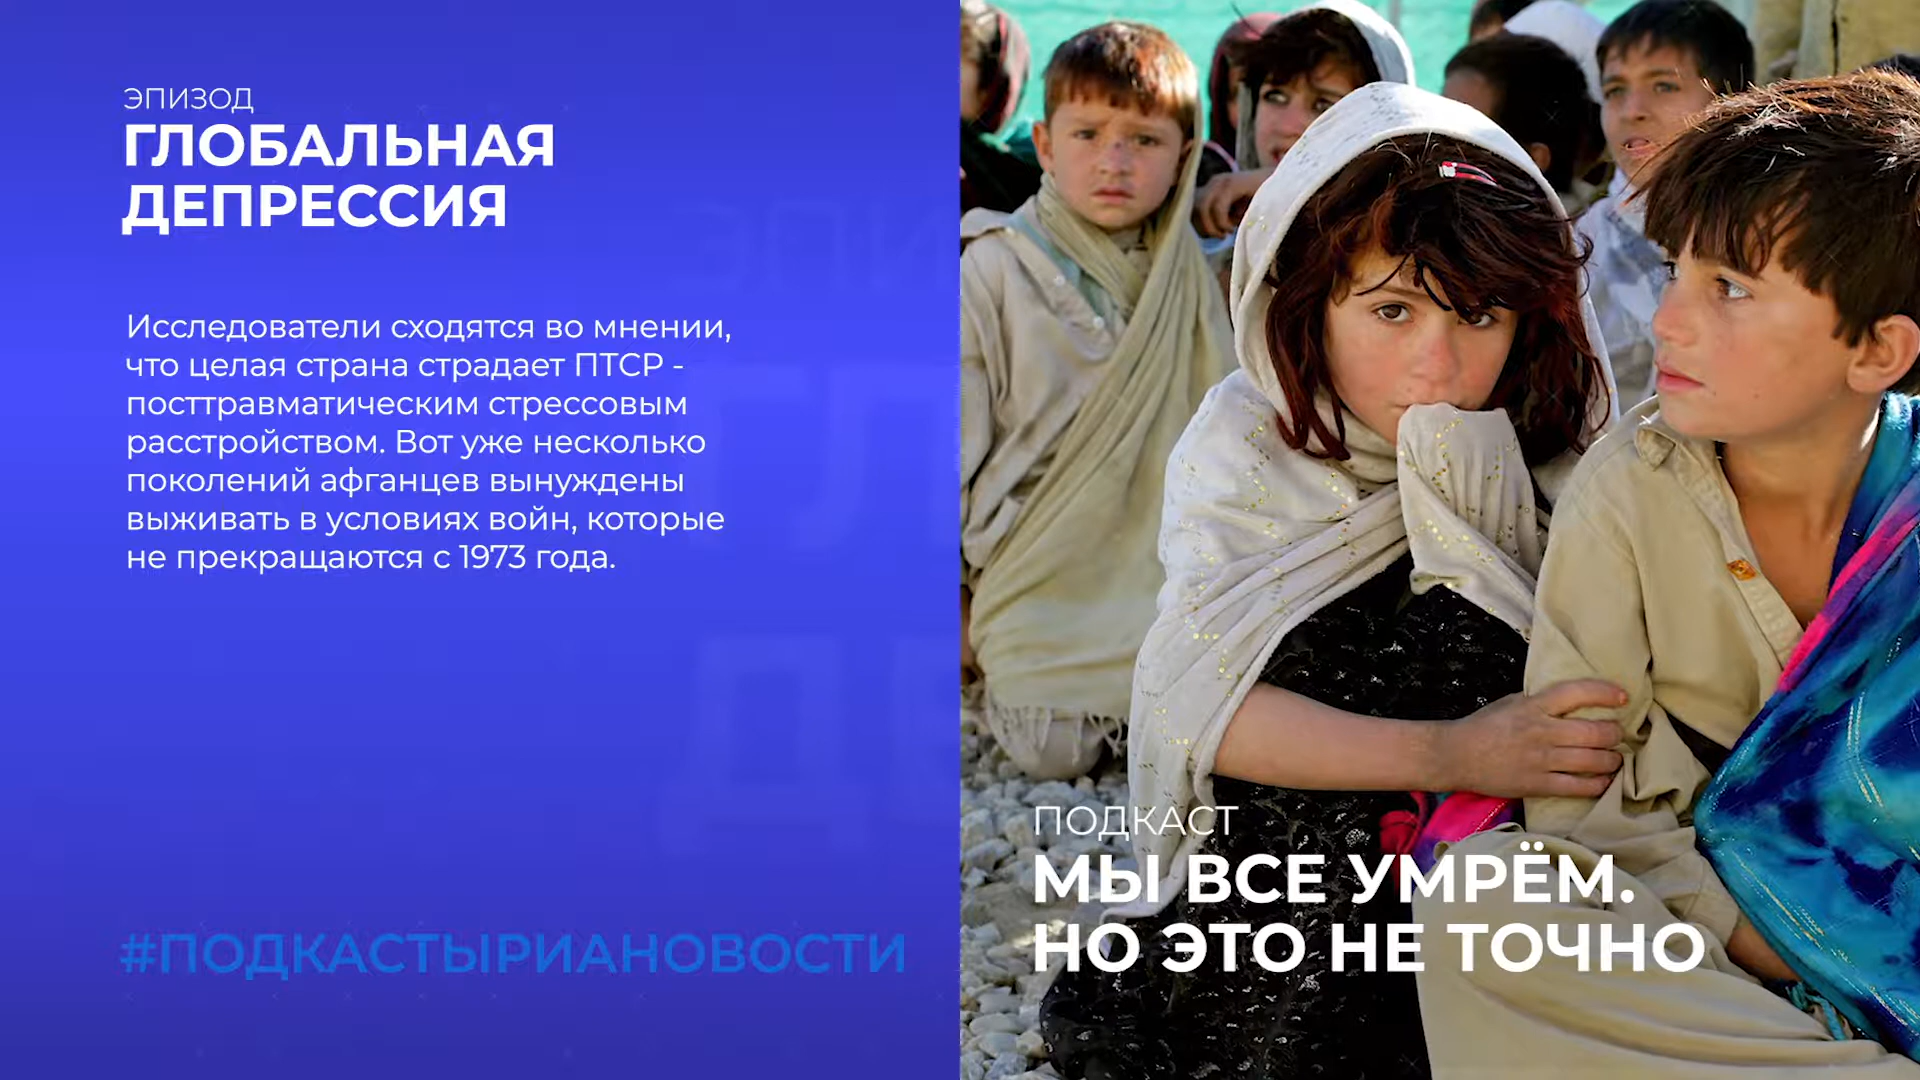 ЭПИЗОД
ГЛОБАЛЬНАЯ
ДЕПРЕССИЯ
Исследователи сходятся во мнении,
что целая страна страдает ПТСР -
посттравматическим стрессовым
расстройством. Вот уже несколько
поколений афганцев вынуждены
выживать в условиях войн, которые
не прекращаются с 1973 года.
#ПОДКАСТЫРИАНОВОСТИ
ПОДКАСТ
МЫ ВСЕ УМРЁМ.
НО ЭТО НЕ ТОЧНО